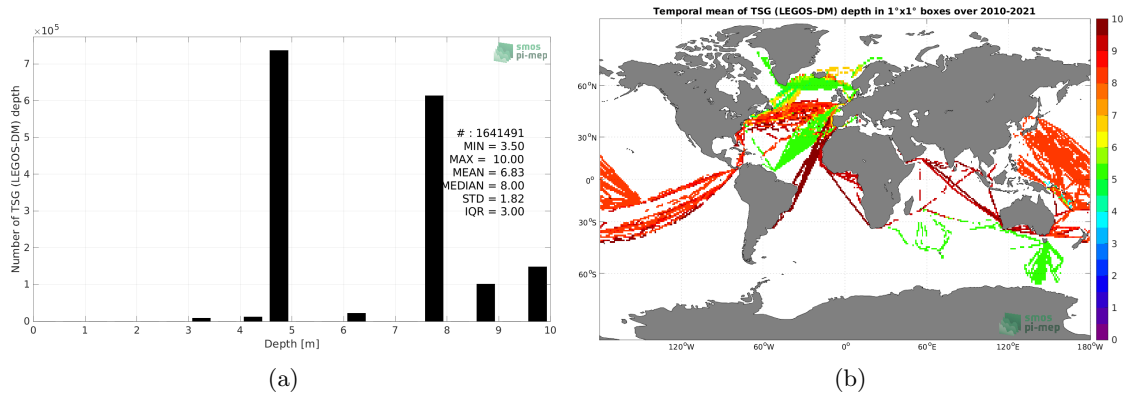 ×10⁵
7
6
5
4
3
2
1
0
Number of TSG (LEGOS-DM) depth
0 1 2 3 4 5 6 7 8 9 10
Depth [m]
smos
pi-mep
# : 1641491
MIN = 3.50
MAX = 10.00
MEAN = 6.83
MEDIAN = 8.00
STD = 1.82
IQR = 3.00
(a)
Temporal mean of TSG (LEGOS-DM) depth in 1°x1° boxes over 2010-2021
60°N
30°N
0°
30°S
60°S
120°W 60°W 0° 60°E 120°E 180°W
smos
pi-mep
10
9
8
7
6
5
4
3
2
1
0
(b)